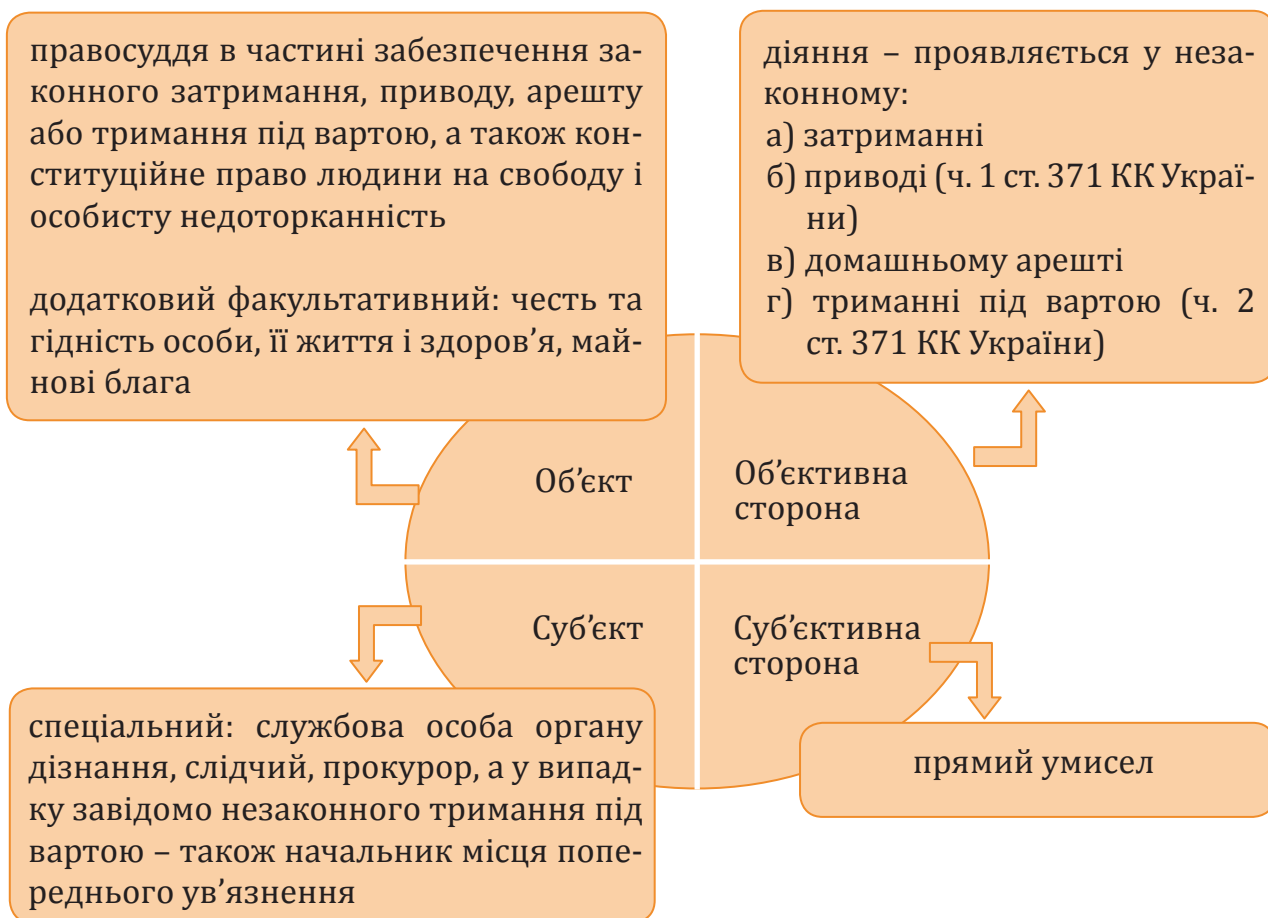 правосуддя в частині забезпечення за-
конного затримання, приводу, арешту
або тримання під вартою, а також кон-
ституційне право людини на свободу і
особисту недоторканність
додатковий факультативний: честь та
гідність особи, її життя і здоров’я, май-
нові блага
діяння – проявляється у неза-
конному:
а) затриманні
б) приводі (ч. 1 ст. 371 КК Украї-
ни)
в) домашньому арешті
г) триманні під вартою (ч. 2
ст. 371 КК України)
Об’єкт
Об’єктивна
сторона
Суб’єкт
Суб’єктивна
сторона
спеціальний: службова особа органу
дізнання, слідчий, прокурор, а у випад-
ку завідомо незаконного тримання під
вартою – також начальник місця попе-
реднього ув’язнення
прямий умисел